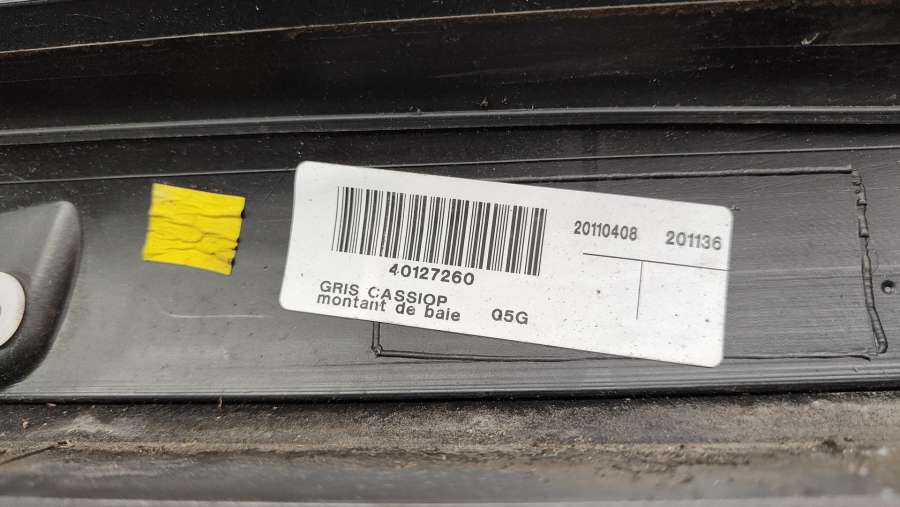 20110408 201136
40127260
GRIS CASSIOP
montant de baie Q5G